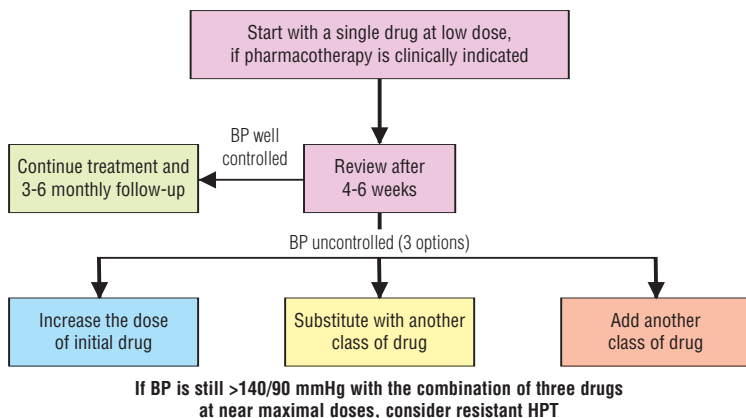 Start with a single drug at low dose,
if pharmacotherapy is clinically indicated
BP well
controlled
Continue treatment and
3-6 monthly follow-up
Review after
4-6 weeks
BP uncontrolled (3 options)
Increase the dose
of initial drug
Substitute with another
class of drug
Add another
class of drug
If BP is still >140/90 mmHg with the combination of three drugs
at near maximal doses, consider resistant HPT